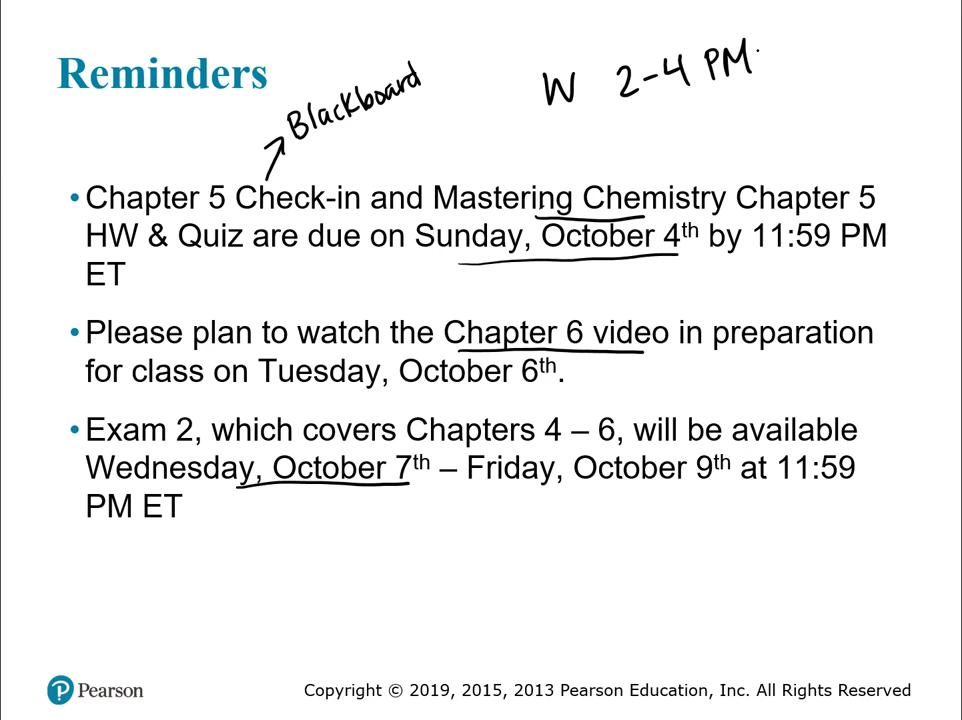 Reminders
W 2-4 PM
Blackboard
• Chapter 5 Check-in and Mastering Chemistry Chapter 5
HW & Quiz are due on Sunday, October 4th by 11:59 PM
ET
• Please plan to watch the Chapter 6 video in preparation
for class on Tuesday, October 6th.
• Exam 2, which covers Chapters 4 – 6, will be available
Wednesday, October 7th – Friday, October 9th at 11:59
PM ET
Pearson
Copyright © 2019, 2015, 2013 Pearson Education, Inc. All Rights Reserved